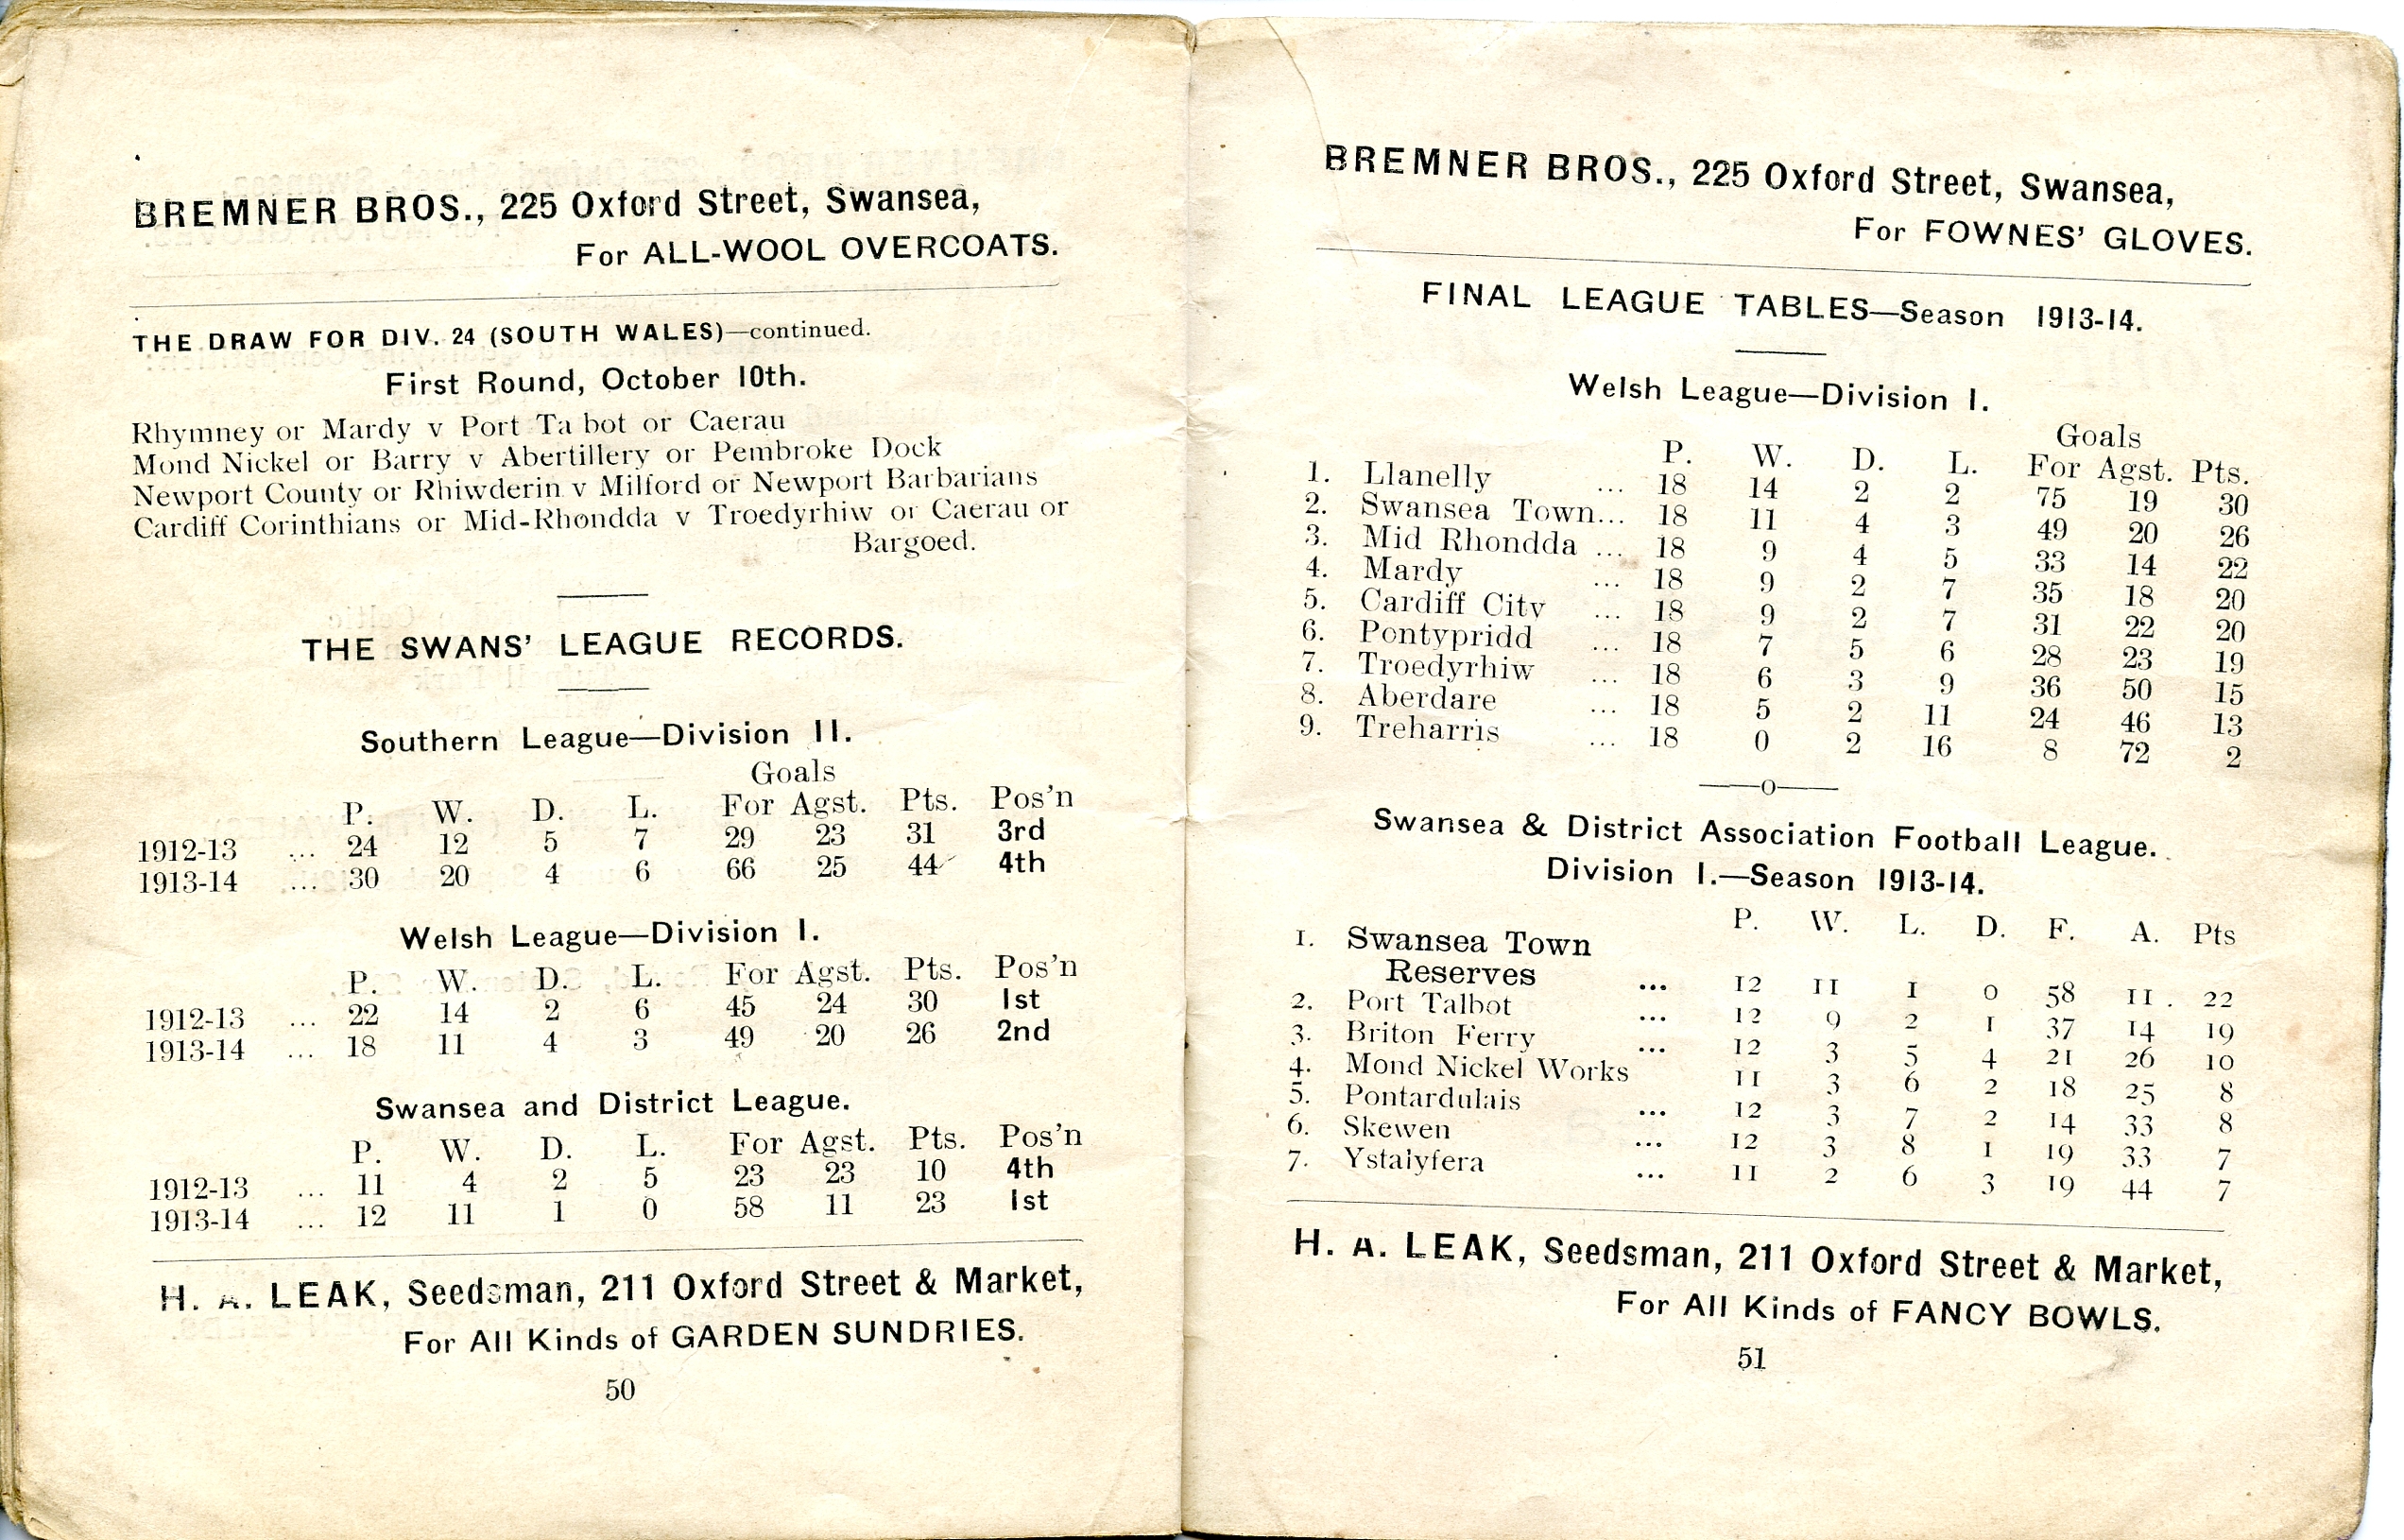 BREMNER BROS., 225 Oxford Street, Swansea,
For ALL-WOOL OVERCOATS.
THE DRAW FOR DIV. 24 (SOUTH WALES)—continued.
First Round, October 10th.
Rhymney or Mardy v Port Ta bot or Caerau
Mond Nickel or Barry v Abertillery or Pembroke Dock
Newport County or Rhiwderin v Milford or Newport Barbarians
Cardiff Corinthians or Mid-Rhondda v Troedyrhiw or Caerau or
Bargoed.
THE SWANS' LEAGUE RECORDS.
Southern League—Division II.
Goals
P. W. D. L. For Agst. Pts. Pos'n
1912-13 ... 24 12 5 7 29 23 31 3rd
1913-14 ... 30 20 4 6 66 25 44 4th
Welsh League—Division I.
P. W. D. L. For Agst. Pts. Pos'n
1912-13 ... 22 14 2 6 45 24 30 1st
1913-14 ... 18 11 4 3 49 20 26 2nd
Swansea and District League.
P. W. D. L. For Agst. Pts. Pos'n
1912-13 ... 11 4 2 5 23 23 10 4th
1913-14 ... 12 11 1 0 58 11 23 1st
H. A. LEAK, Seedsman, 211 Oxford Street & Market,
For All Kinds of GARDEN SUNDRIES.
50
BREMNER BROS., 225 Oxford Street, Swansea,
For FOWNES' GLOVES.
FINAL LEAGUE TABLES—Season 1913-14.
Welsh League—Division I.
Goals
P. W. D. L. For Agst. Pts.
1. Llanelly ... 18 14 2 2 75 19 30
2. Swansea Town... 18 11 4 3 49 20 26
3. Mid Rhondda ... 18 9 4 5 33 14 22
4. Mardy ... 18 9 2 7 35 18 20
5. Cardiff City ... 18 9 2 7 31 22 20
6. Pontypridd ... 18 7 5 6 28 23 19
7. Troedyrhiw ... 18 6 3 9 36 50 15
8. Aberdare ... 18 5 2 11 24 46 13
9. Treharris ... 18 0 2 16 8 72 2
—o—
Swansea & District Association Football League.
Division I.—Season 1913-14.
P. W. L. D. F. A. Pts
1. Swansea Town
Reserves ... 12 11 1 0 58 11 . 22
2. Port Talbot ... 12 9 2 1 37 14 19
3. Briton Ferry ... 12 3 5 4 21 26 10
4. Mond Nickel Works 11 3 6 2 18 25 8
5. Pontardulais ... 12 3 7 2 14 33 8
6. Skewen ... 12 3 8 1 19 33 7
7. Ystalyfera ... 11 2 6 3 19 44 7
H. A. LEAK, Seedsman, 211 Oxford Street & Market,
For All Kinds of FANCY BOWLS.
51